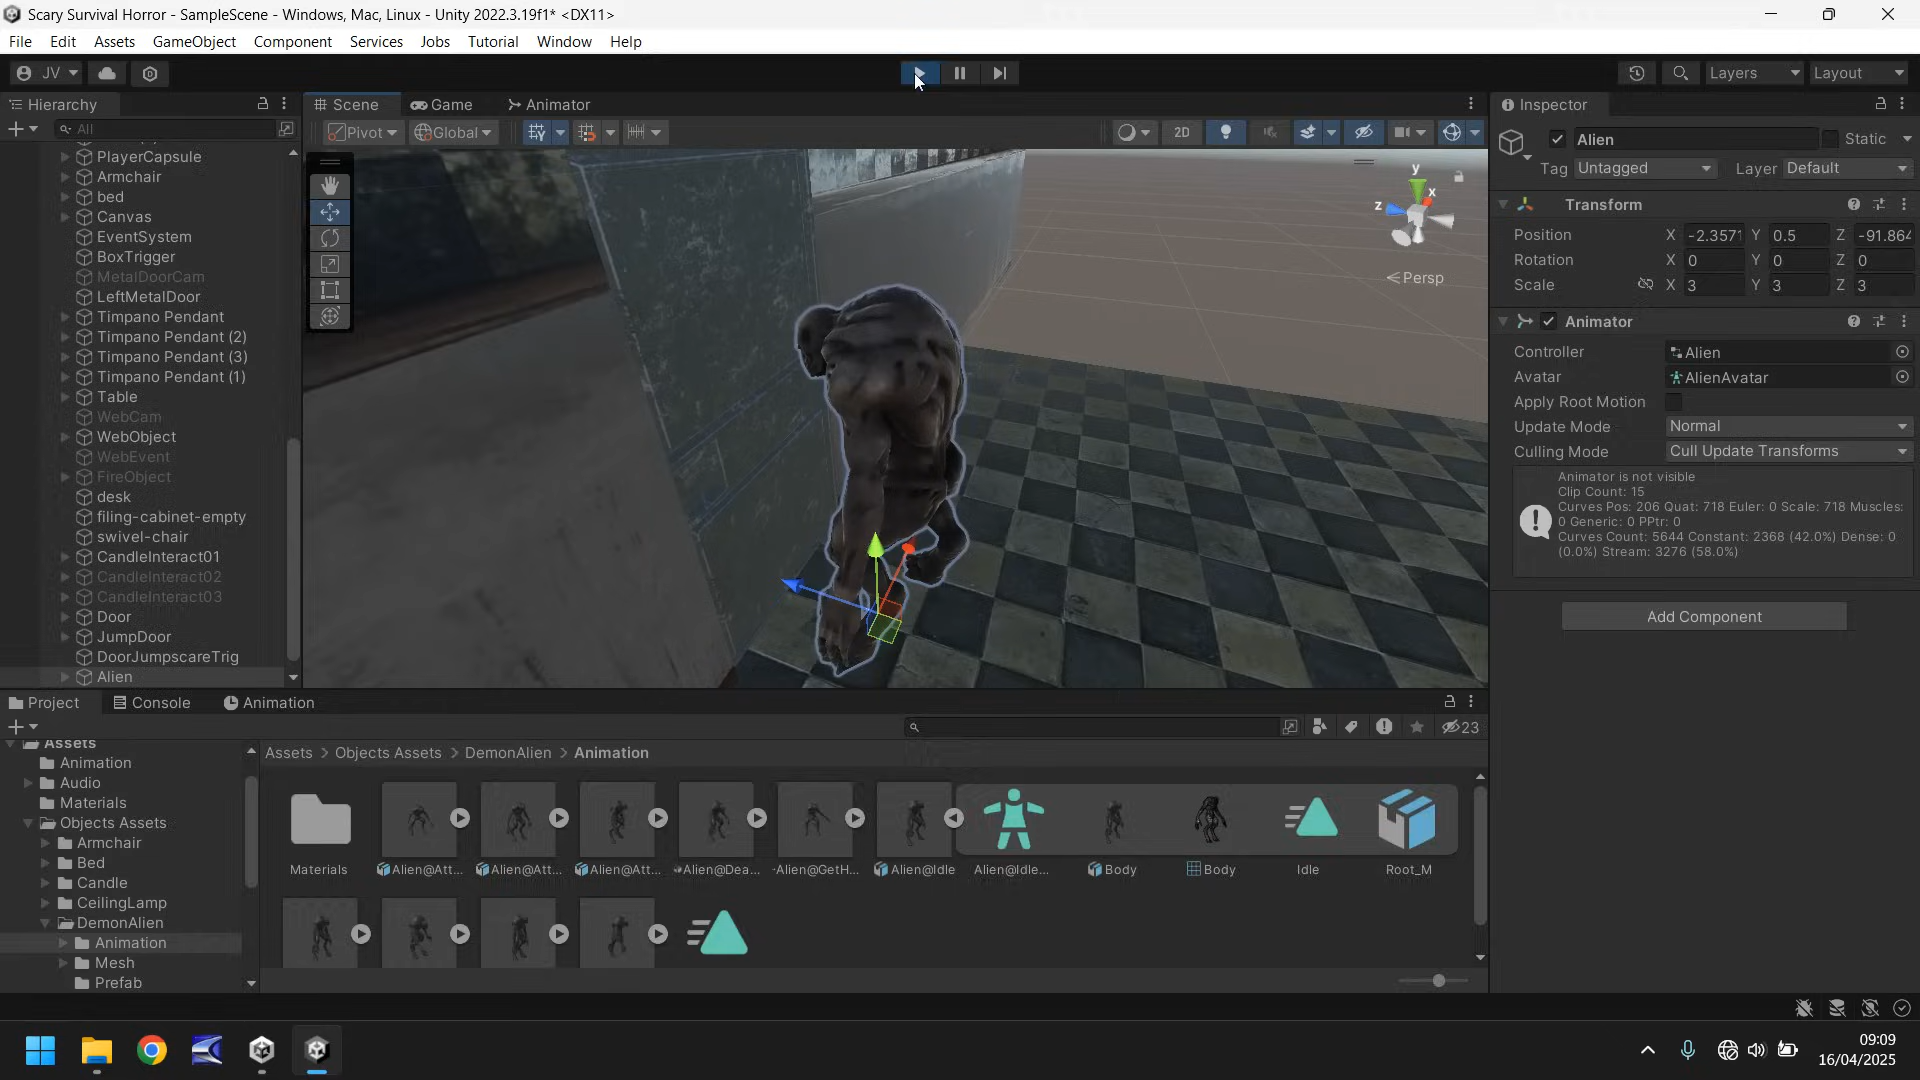 Scary Survival Horror - SampleScene - Windows, Mac, Linux - Unity 2022.3.19f1* <DX11>
File Edit Assets GameObject Component Services Jobs Tutorial Window Help
JV Layers Layout
Hierarchy
All
PlayerCapsule
Armchair
bed
Canvas
EventSystem
BoxTrigger
MetalDoorCam
LeftMetalDoor
Timpano Pendant
Timpano Pendant (2)
Timpano Pendant (3)
Timpano Pendant (1)
Table
WebCam
WebObject
WebEvent
FireObject
desk
filing-cabinet-empty
swivel-chair
CandleInteract01
CandleInteract02
CandleInteract03
Door
JumpDoor
DoorJumpscareTrig
Alien
Scene Game Animator
Pivot Global 2D
y
x
z
Persp
Inspector
Alien Static
Tag Untagged Layer Default
Transform
Position X -2.3571 Y 0.5 Z -91.864
Rotation X 0 Y 0 Z 0
Scale X 3 Y 3 Z 3
Animator
Controller Alien
Avatar AlienAvatar
Apply Root Motion
Update Mode Normal
Culling Mode Cull Update Transforms
Animator is not visible
Clip Count: 15
Curves Pos: 206 Quat: 718 Euler: 0 Scale: 718 Muscles:
0 Generic: 0 PPtr: 0
Curves Count: 5644 Constant: 2368 (42.0%) Dense: 0
(0.0%) Stream: 3276 (58.0%)
Add Component
Project Console Animation
23
Assets
Animation
Audio
Materials
Objects Assets
Armchair
Bed
Candle
CeilingLamp
DemonAlien
Animation
Mesh
Prefab
Assets > Objects Assets > DemonAlien > Animation
Materials Alien@Att... Alien@Att... Alien@Att... Alien@Dea... Alien@GetH... Alien@Idle Alien@Idle... Body Body Idle Root_M
09:09
16/04/2025